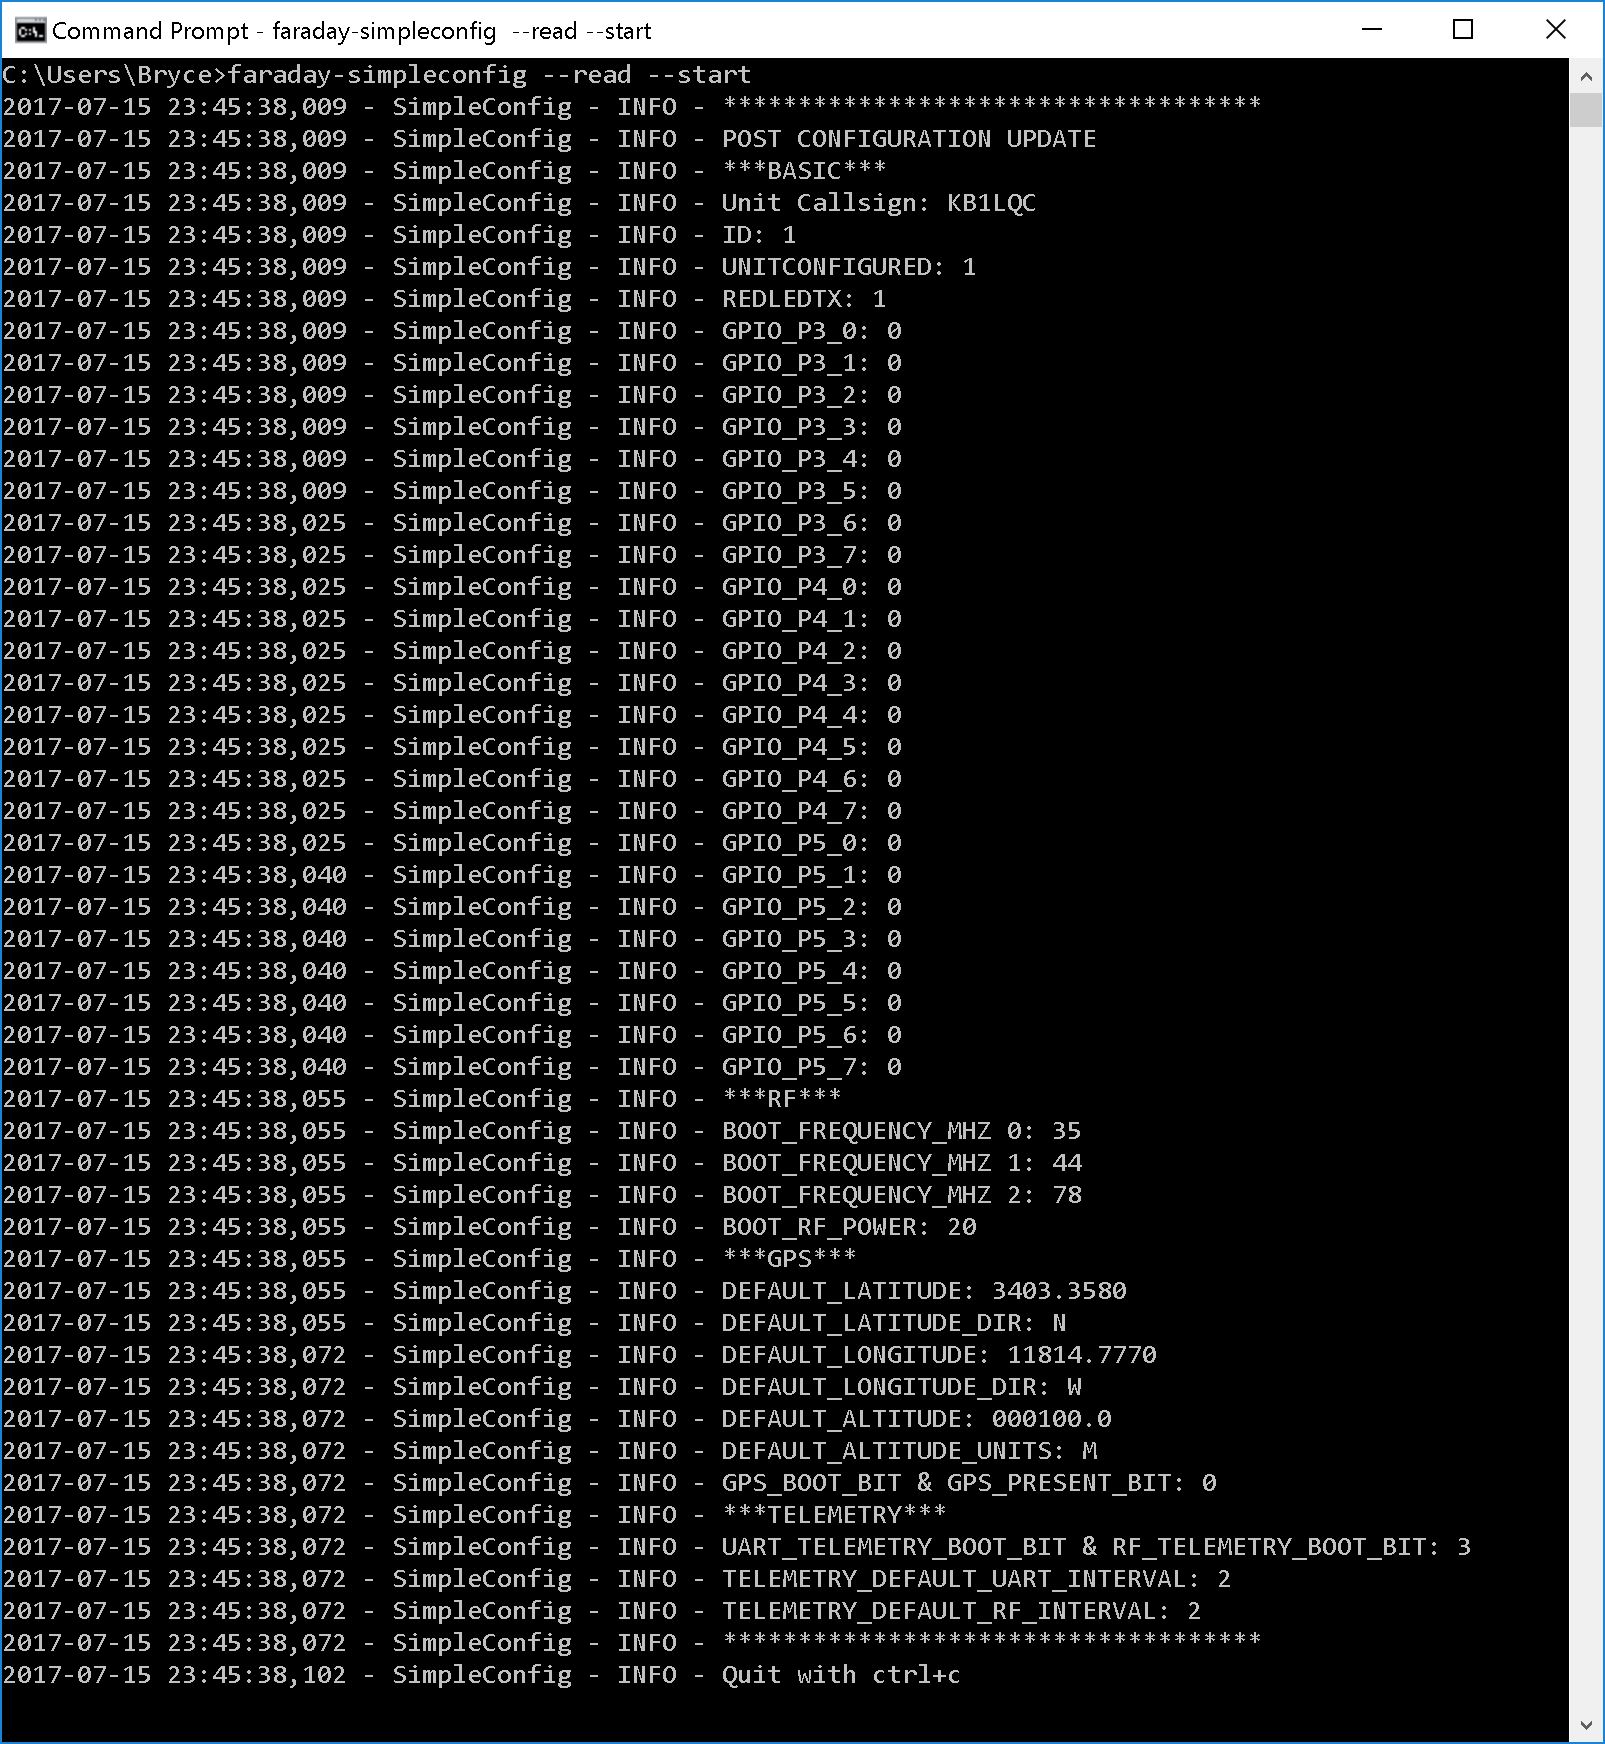 Command Prompt - faraday-simpleconfig  --read --start
C:\Users\Bryce>faraday-simpleconfig --read --start
2017-07-15 23:45:38,009 - SimpleConfig - INFO - ************************************
2017-07-15 23:45:38,009 - SimpleConfig - INFO - POST CONFIGURATION UPDATE
2017-07-15 23:45:38,009 - SimpleConfig - INFO - ***BASIC***
2017-07-15 23:45:38,009 - SimpleConfig - INFO - Unit Callsign: KB1LQC
2017-07-15 23:45:38,009 - SimpleConfig - INFO - ID: 1
2017-07-15 23:45:38,009 - SimpleConfig - INFO - UNITCONFIGURED: 1
2017-07-15 23:45:38,009 - SimpleConfig - INFO - REDLEDTX: 1
2017-07-15 23:45:38,009 - SimpleConfig - INFO - GPIO_P3_0: 0
2017-07-15 23:45:38,009 - SimpleConfig - INFO - GPIO_P3_1: 0
2017-07-15 23:45:38,009 - SimpleConfig - INFO - GPIO_P3_2: 0
2017-07-15 23:45:38,009 - SimpleConfig - INFO - GPIO_P3_3: 0
2017-07-15 23:45:38,009 - SimpleConfig - INFO - GPIO_P3_4: 0
2017-07-15 23:45:38,009 - SimpleConfig - INFO - GPIO_P3_5: 0
2017-07-15 23:45:38,025 - SimpleConfig - INFO - GPIO_P3_6: 0
2017-07-15 23:45:38,025 - SimpleConfig - INFO - GPIO_P3_7: 0
2017-07-15 23:45:38,025 - SimpleConfig - INFO - GPIO_P4_0: 0
2017-07-15 23:45:38,025 - SimpleConfig - INFO - GPIO_P4_1: 0
2017-07-15 23:45:38,025 - SimpleConfig - INFO - GPIO_P4_2: 0
2017-07-15 23:45:38,025 - SimpleConfig - INFO - GPIO_P4_3: 0
2017-07-15 23:45:38,025 - SimpleConfig - INFO - GPIO_P4_4: 0
2017-07-15 23:45:38,025 - SimpleConfig - INFO - GPIO_P4_5: 0
2017-07-15 23:45:38,025 - SimpleConfig - INFO - GPIO_P4_6: 0
2017-07-15 23:45:38,025 - SimpleConfig - INFO - GPIO_P4_7: 0
2017-07-15 23:45:38,025 - SimpleConfig - INFO - GPIO_P5_0: 0
2017-07-15 23:45:38,040 - SimpleConfig - INFO - GPIO_P5_1: 0
2017-07-15 23:45:38,040 - SimpleConfig - INFO - GPIO_P5_2: 0
2017-07-15 23:45:38,040 - SimpleConfig - INFO - GPIO_P5_3: 0
2017-07-15 23:45:38,040 - SimpleConfig - INFO - GPIO_P5_4: 0
2017-07-15 23:45:38,040 - SimpleConfig - INFO - GPIO_P5_5: 0
2017-07-15 23:45:38,040 - SimpleConfig - INFO - GPIO_P5_6: 0
2017-07-15 23:45:38,040 - SimpleConfig - INFO - GPIO_P5_7: 0
2017-07-15 23:45:38,055 - SimpleConfig - INFO - ***RF***
2017-07-15 23:45:38,055 - SimpleConfig - INFO - BOOT_FREQUENCY_MHZ 0: 35
2017-07-15 23:45:38,055 - SimpleConfig - INFO - BOOT_FREQUENCY_MHZ 1: 44
2017-07-15 23:45:38,055 - SimpleConfig - INFO - BOOT_FREQUENCY_MHZ 2: 78
2017-07-15 23:45:38,055 - SimpleConfig - INFO - BOOT_RF_POWER: 20
2017-07-15 23:45:38,055 - SimpleConfig - INFO - ***GPS***
2017-07-15 23:45:38,055 - SimpleConfig - INFO - DEFAULT_LATITUDE: 3403.3580
2017-07-15 23:45:38,055 - SimpleConfig - INFO - DEFAULT_LATITUDE_DIR: N
2017-07-15 23:45:38,072 - SimpleConfig - INFO - DEFAULT_LONGITUDE: 11814.7770
2017-07-15 23:45:38,072 - SimpleConfig - INFO - DEFAULT_LONGITUDE_DIR: W
2017-07-15 23:45:38,072 - SimpleConfig - INFO - DEFAULT_ALTITUDE: 000100.0
2017-07-15 23:45:38,072 - SimpleConfig - INFO - DEFAULT_ALTITUDE_UNITS: M
2017-07-15 23:45:38,072 - SimpleConfig - INFO - GPS_BOOT_BIT & GPS_PRESENT_BIT: 0
2017-07-15 23:45:38,072 - SimpleConfig - INFO - ***TELEMETRY***
2017-07-15 23:45:38,072 - SimpleConfig - INFO - UART_TELEMETRY_BOOT_BIT & RF_TELEMETRY_BOOT_BIT: 3
2017-07-15 23:45:38,072 - SimpleConfig - INFO - TELEMETRY_DEFAULT_UART_INTERVAL: 2
2017-07-15 23:45:38,072 - SimpleConfig - INFO - TELEMETRY_DEFAULT_RF_INTERVAL: 2
2017-07-15 23:45:38,072 - SimpleConfig - INFO - ************************************
2017-07-15 23:45:38,102 - SimpleConfig - INFO - Quit with ctrl+c